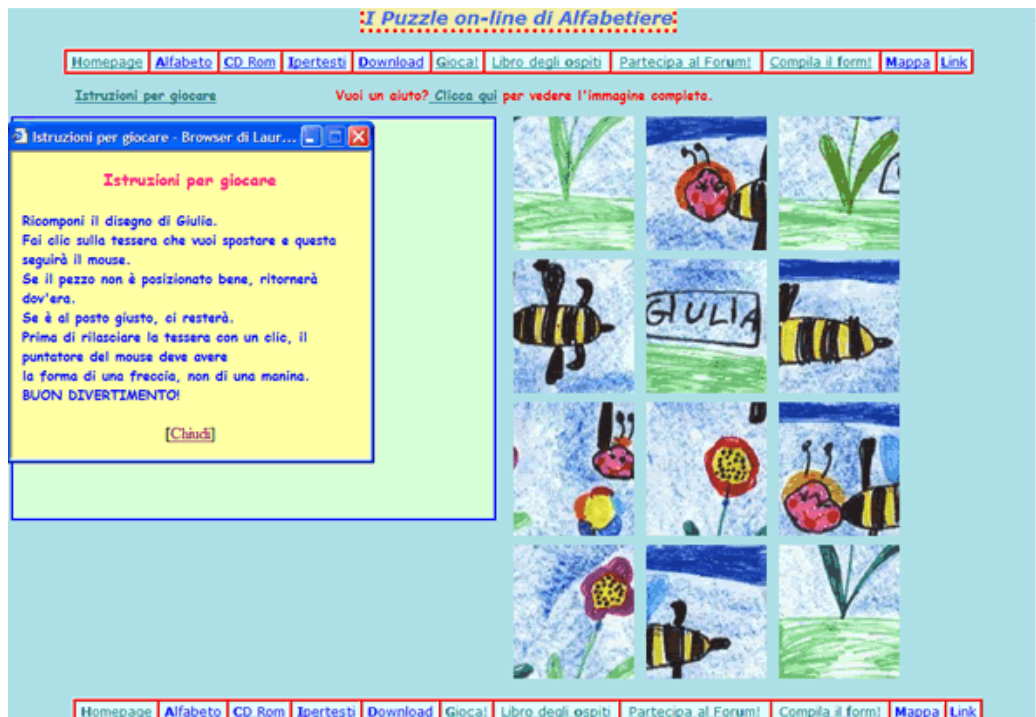 I Puzzle on-line di Alfabetiere
Homepage Alfabeto CD Rom Ipertesti Download Gioca! Libro degli ospiti Partecipa al Forum! Compila il form! Mappa Link
Istruzioni per giocare Vuoi un aiuto? Clicca qui per vedere l'immagine completa.
Istruzioni per giocare - Browser di Laur...
Istruzioni per giocare
Ricomponi il disegno di Giulia.
Fai clic sulla tessera che vuoi spostare e questa
seguirà il mouse.
Se il pezzo non è posizionato bene, ritornerà
dov'era.
Se è al posto giusto, ci resterà.
Prima di rilasciare la tessera con un clic, il
puntatore del mouse deve avere
la forma di una freccia, non di una manina.
BUON DIVERTIMENTO!
[Chiudi]
GIULIA
Homepage Alfabeto CD Rom Ipertesti Download Gioca! Libro degli ospiti Partecipa al Forum! Compila il form! Mappa Link